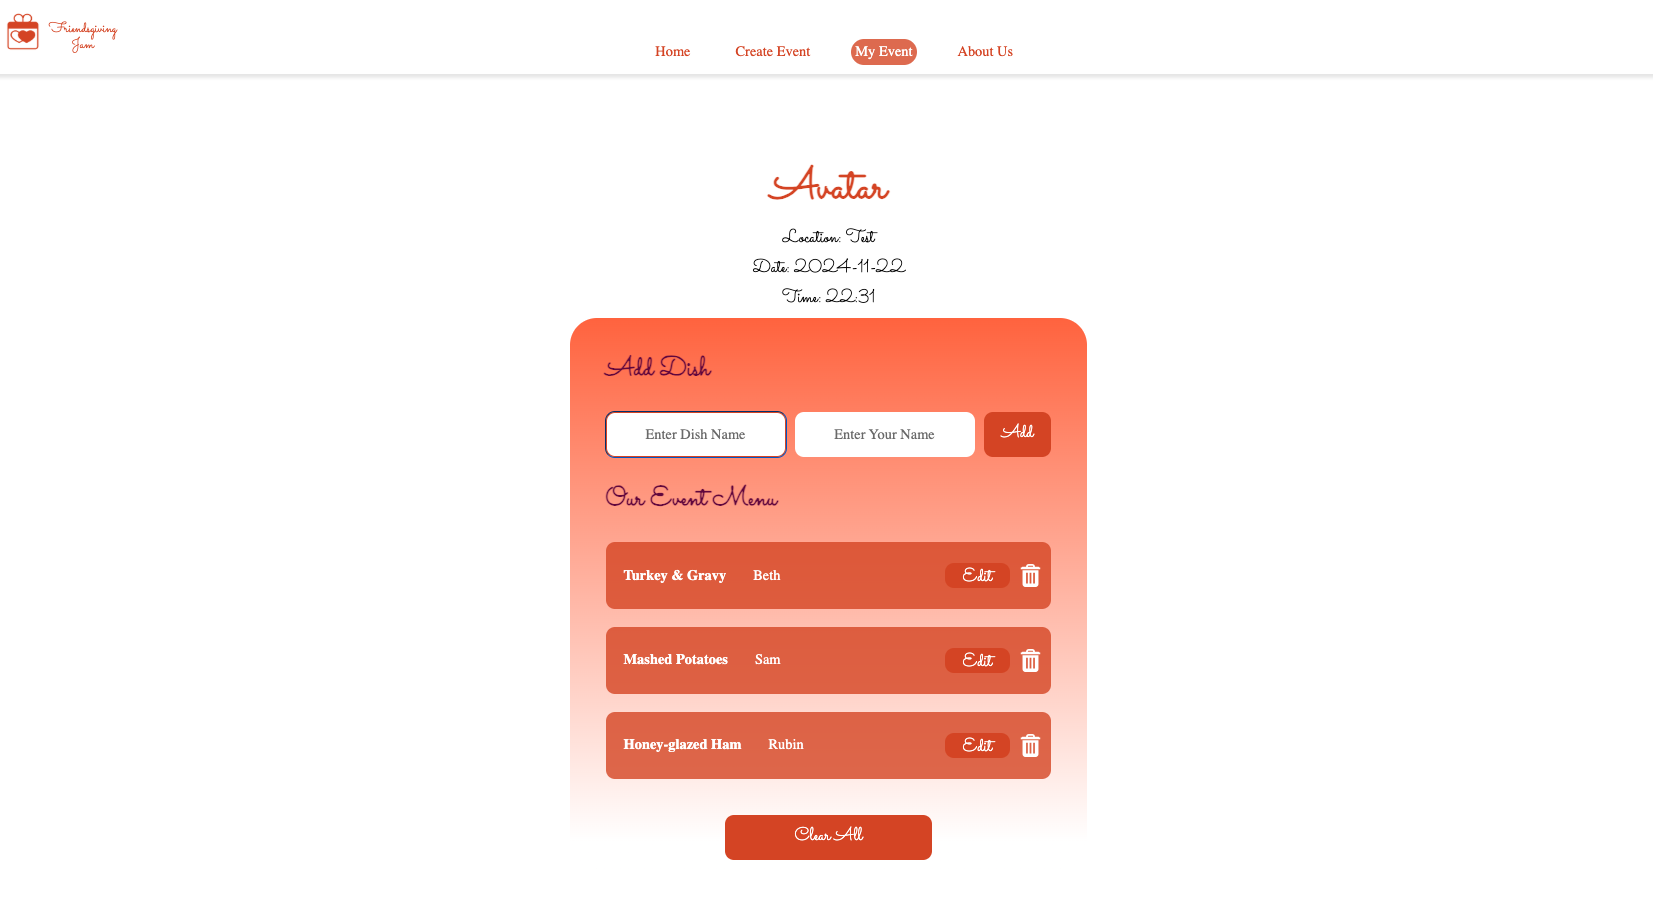 Friendsgiving
Jam
Home Create Event My Event About Us
Avatar
Location: Test
Date: 2024-11-22
Time: 22:31
Add Dish
Enter Dish Name Enter Your Name Add
Our Event Menu
Turkey & Gravy Beth Edit
Mashed Potatoes Sam Edit
Honey-glazed Ham Rubin Edit
Clear All